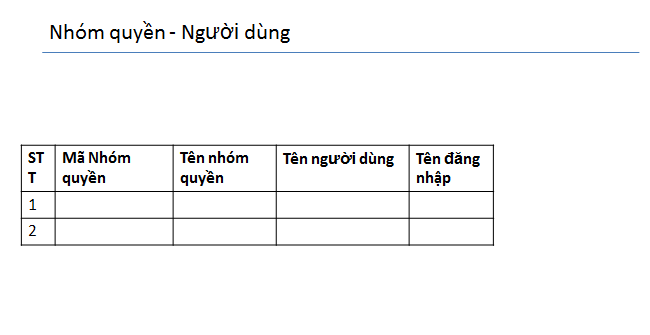 Nhóm quyền - Người dùng
STT Mã Nhóm quyền Tên nhóm quyền Tên người dùng Tên đăng nhập
1
2